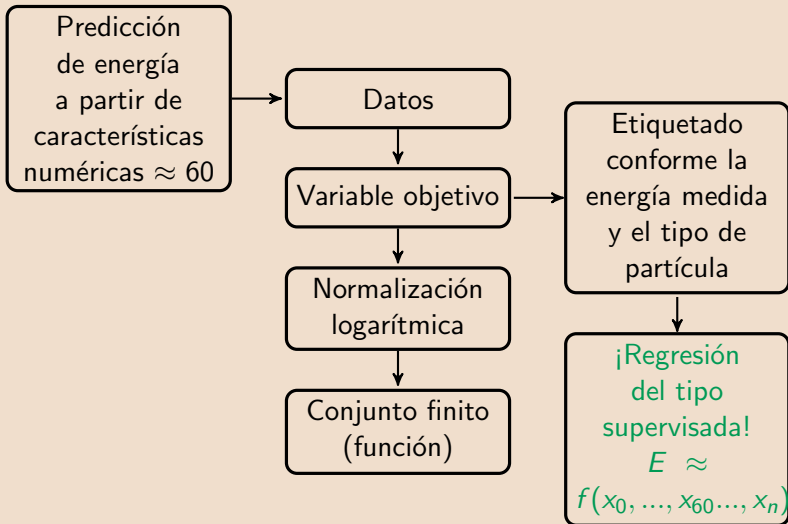 Predicción
de energía
a partir de
características
numéricas ≈ 60
Datos
Variable objetivo
Normalización
logarítmica
Conjunto finito
(función)
Etiquetado
conforme la
energía medida
y el tipo de
partícula
¡Regresión
del tipo
supervisada!
E ≈
f(x₀, ..., x₆₀..., xₙ)